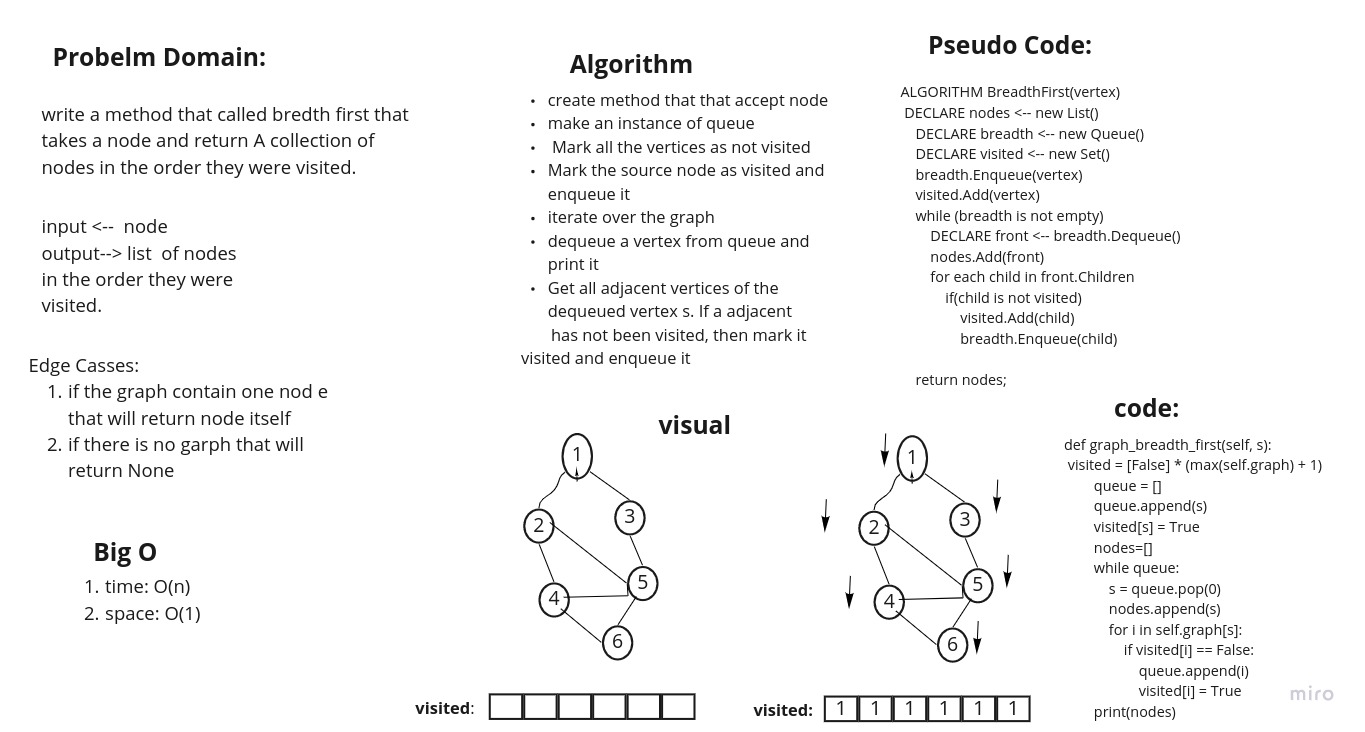 Probelm Domain:
write a method that called bredth first that
takes a node and return A collection of
nodes in the order they were visited.
input <-- node
output--> list of nodes
in the order they were
visited.
Edge Casses:
1. if the graph contain one nod e
that will return node itself
2. if there is no garph that will
return None
Big O
1. time: O(n)
2. space: O(1)
Algorithm
• create method that that accept node
• make an instance of queue
• Mark all the vertices as not visited
• Mark the source node as visited and
enqueue it
• iterate over the graph
• dequeue a vertex from queue and
print it
• Get all adjacent vertices of the
dequeued vertex s. If a adjacent
has not been visited, then mark it
visited and enqueue it
visual
1
2
3
4
5
6
visited:
1
2
3
4
5
6
visited: 1 1 1 1 1 1
Pseudo Code:
ALGORITHM BreadthFirst(vertex)
DECLARE nodes <-- new List()
DECLARE breadth <-- new Queue()
DECLARE visited <-- new Set()
breadth.Enqueue(vertex)
visited.Add(vertex)
while (breadth is not empty)
DECLARE front <-- breadth.Dequeue()
nodes.Add(front)
for each child in front.Children
if(child is not visited)
visited.Add(child)
breadth.Enqueue(child)
return nodes;
code:
def graph_breadth_first(self, s):
visited = [False] * (max(self.graph) + 1)
queue = []
queue.append(s)
visited[s] = True
nodes=[]
while queue:
s = queue.pop(0)
nodes.append(s)
for i in self.graph[s]:
if visited[i] == False:
queue.append(i)
visited[i] = True
print(nodes)
miro